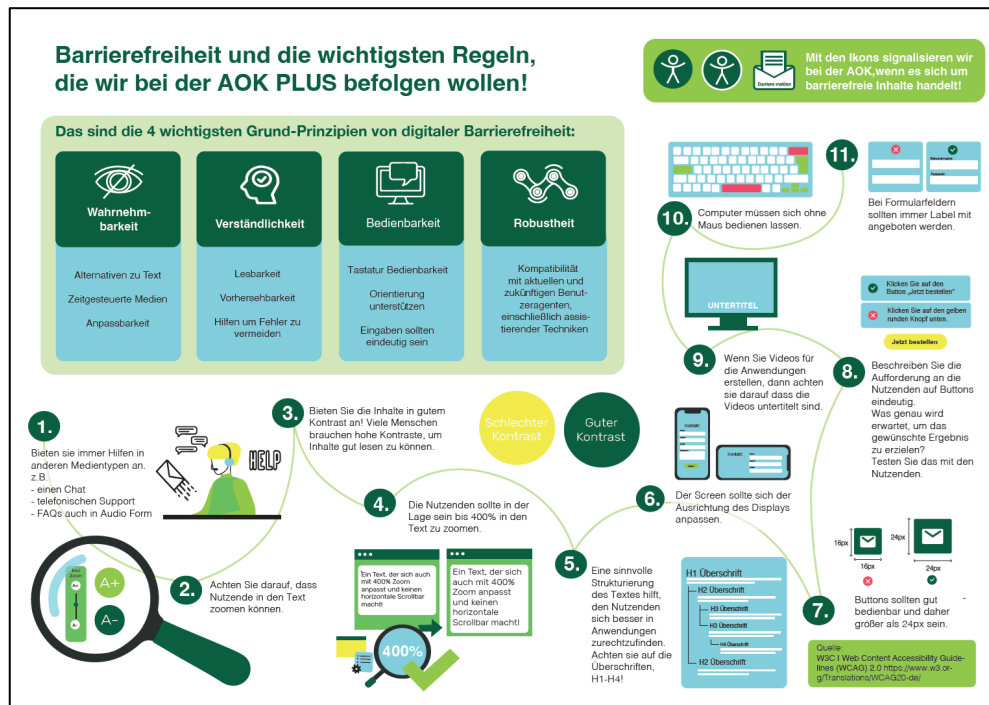 Barrierefreiheit und die wichtigsten Regeln,
die wir bei der AOK PLUS befolgen wollen!
Barriere melden
Mit den Ikons signalisieren wir
bei der AOK,wenn es sich um
barrierefreie Inhalte handelt!
Das sind die 4 wichtigsten Grund-Prinzipien von digitaler Barrierefreiheit:
Wahrnehm-
barkeit
Alternativen zu Text
Zeitgesteuerte Medien
Anpassbarkeit
Verständlichkeit
Lesbarkeit
Vorhersehbarkeit
Hilfen um Fehler zu
vermeiden
Bedienbarkeit
Tastatur Bedienbarkeit
Orientierung
unterstützen
Eingaben sollten
eindeutig sein
Robustheit
Kompatibilität
mit aktuellen und
zukünftigen Benut-
zeragenten,
einschließlich assis-
tierender Techniken
1.
Bieten sie immer Hilfen in
anderen Medientypen an.
z.B.
- einen Chat
- telefonischen Support
- FAQs auch in Audio Form
HELP
2.
Achten Sie darauf, dass
Nutzende in den Text
zoomen können.
Text
Zoom
A+
A-
A+
A-
3.
Bieten Sie die Inhalte in gutem
Kontrast an! Viele Menschen
brauchen hohe Kontraste, um
Inhalte gut lesen zu können.
Schlechter
Kontrast
Guter
Kontrast
4.
Die Nutzenden sollte in der
Lage sein bis 400% in den
Text zu zoomen.
Ein Text, der sich auch
mit 400% Zoom
anpasst und keinen
horizontale Scrollbar
macht!
Ein Text, der sich
auch mit 400%
Zoom anpasst
und keinen
horizontale
Scrollbar macht!
400%
5.
Eine sinnvolle
Strukturierung
des Textes hilft,
den Nutzenden
sich besser in
Anwendungen
zurechtzufinden.
Achten sie auf die
Überschriften,
H1-H4!
H1 Überschrift
H2 Überschrift
H3 Überschrift
H3 Überschrift
H4 Überschrift
H2 Überschrift
6.
Der Screen sollte sich der
Ausrichtung des Displays
anpassen.
7.
16px
16px
24px
24px
Buttons sollten gut
bedienbar und daher
größer als 24px sein.
8.
Klicken Sie auf den
Button „Jetzt bestellen"
Klicken Sie auf den gelben
runden Knopf unten.
Jetzt bestellen
Beschreiben Sie die
Aufforderung an die
Nutzenden auf Buttons
eindeutig.
Was genau wird
erwartet, um das
gewünschte Ergebnis
zu erzielen?
Testen Sie das mit den
Nutzenden.
9.
UNTERTITEL
Wenn Sie Videos für
die Anwendungen
erstellen, dann achten
sie darauf dass die
Videos untertitelt sind.
10.
Computer müssen sich ohne
Maus bedienen lassen.
11.
Bei Formularfeldern
sollten immer Label mit
angeboten werden.
Quelle:
W3C I Web Content Accessibility Guide-
lines (WCAG) 2.0 https://www.w3.or-
g/Translations/WCAG20-de/